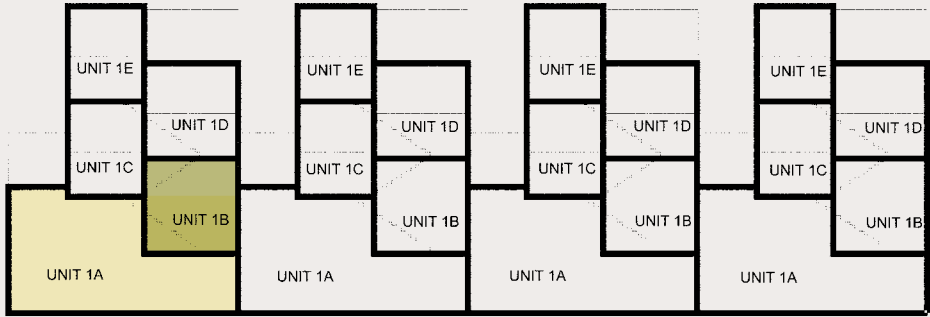 UNIT 1E UNIT 1E UNIT 1E UNIT 1E
UNIT 1D UNIT 1D UNIT 1D UNIT 1D
UNIT 1C UNIT 1C UNIT 1C UNIT 1C
UNIT 1B UNIT 1B UNIT 1B UNIT 1B
UNIT 1A UNIT 1A UNIT 1A UNIT 1A